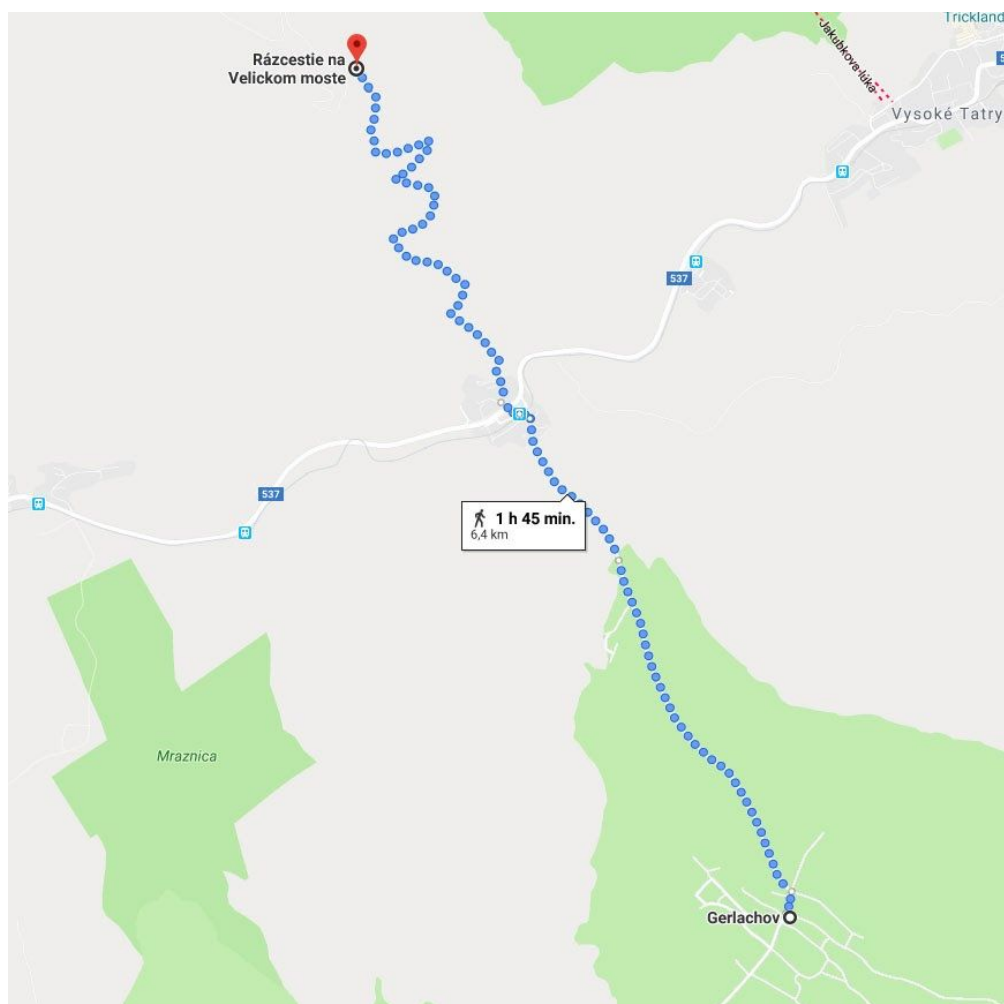 Trickland
Rázcestie na
Velickom moste
Jakubkova lúka
Vysoké Tatry
537
537
1 h 45 min.
6,4 km
Mraznica
Gerlachov